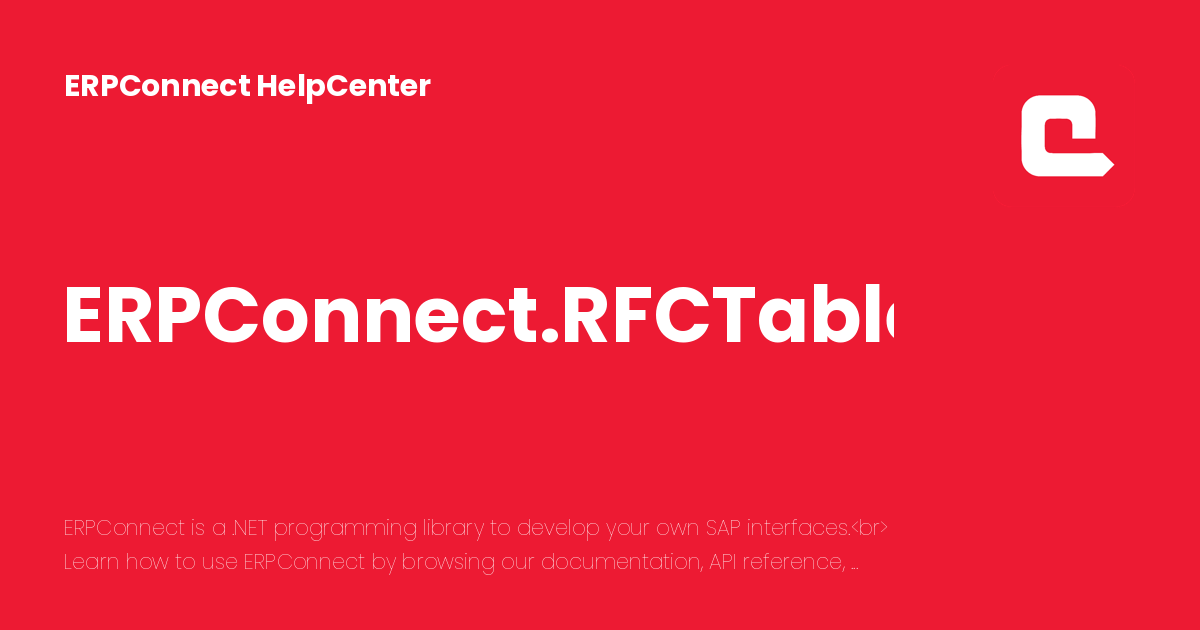 ERPConnect HelpCenter
ERPConnect.RFCTabl
ERPConnect is a .NET programming library to develop your own SAP interfaces.<br>
Learn how to use ERPConnect by browsing our documentation, API reference, ...